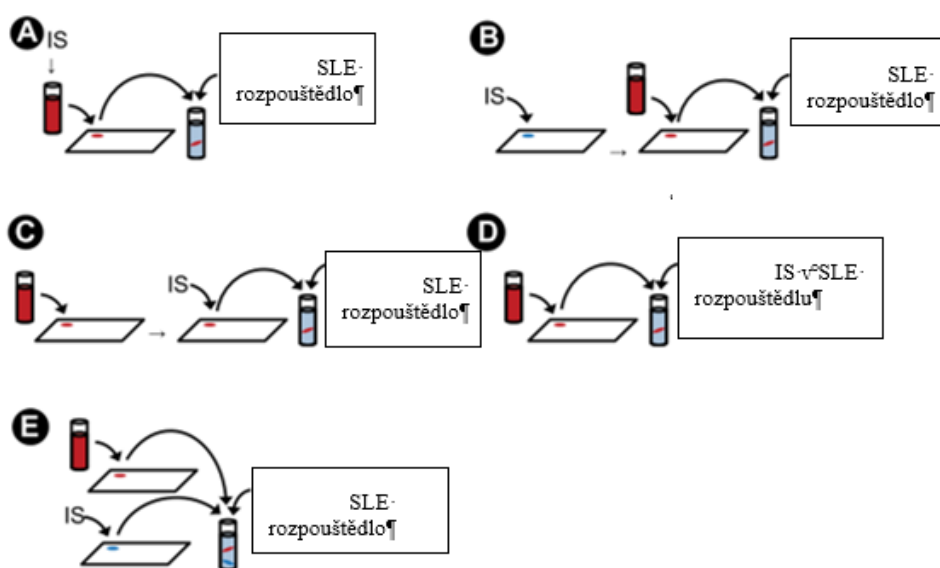 A
IS
↓
SLE·
rozpouštědlo¶
B
IS
→
SLE·
rozpouštědlo¶
C
→
IS
SLE·
rozpouštědlo¶
D
IS·v°SLE·
rozpouštědlu¶
E
IS
SLE·
rozpouštědlo¶